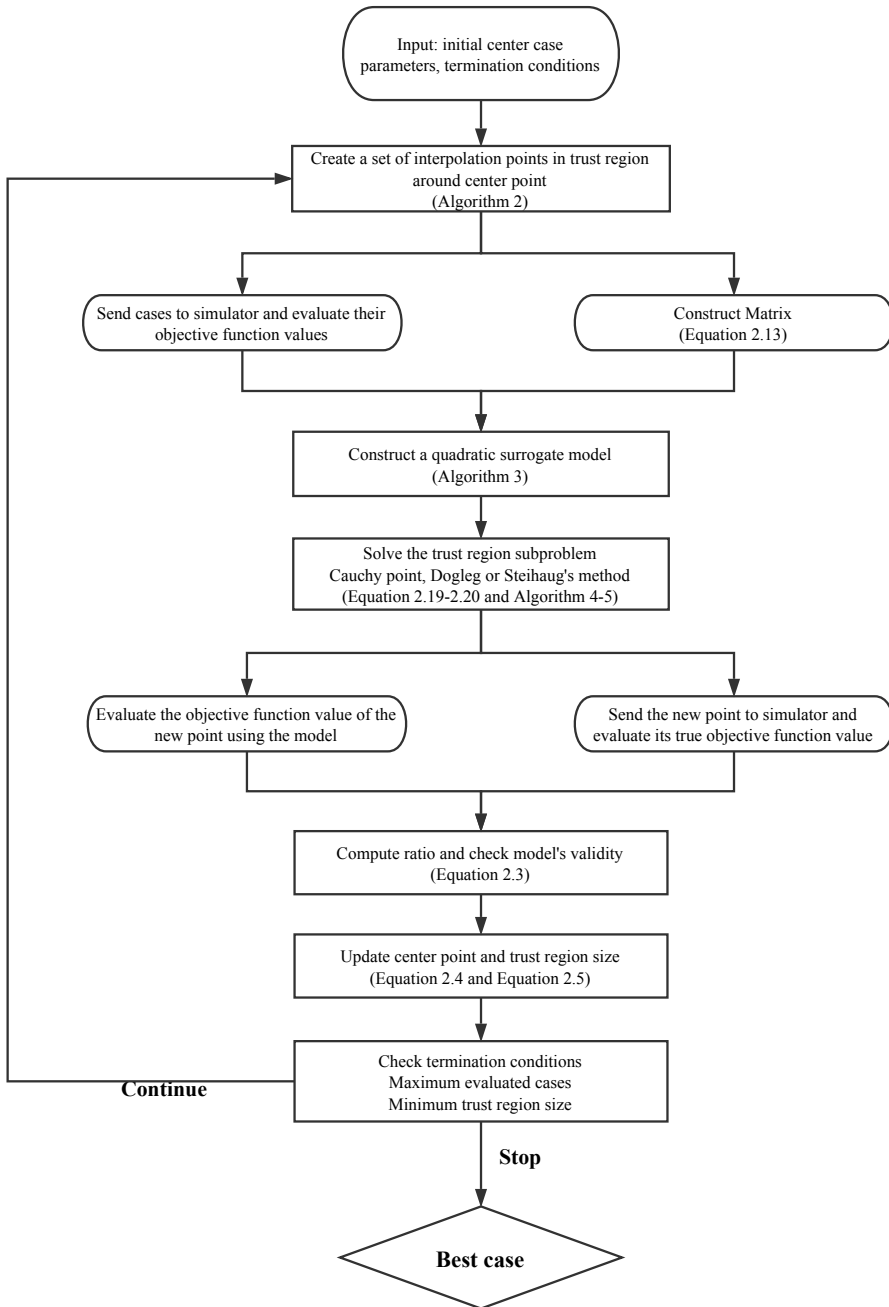 Input: initial center case
parameters, termination conditions
Create a set of interpolation points in trust region
around center point
(Algorithm 2)
Send cases to simulator and evaluate their
objective function values
Construct Matrix
(Equation 2.13)
Construct a quadratic surrogate model
(Algorithm 3)
Solve the trust region subproblem
Cauchy point, Dogleg or Steihaug's method
(Equation 2.19-2.20 and Algorithm 4-5)
Evaluate the objective function value of the
new point using the model
Send the new point to simulator and
evaluate its true objective function value
Compute ratio and check model's validity
(Equation 2.3)
Update center point and trust region size
(Equation 2.4 and Equation 2.5)
Check termination conditions
Maximum evaluated cases
Minimum trust region size
Continue
Stop
Best case